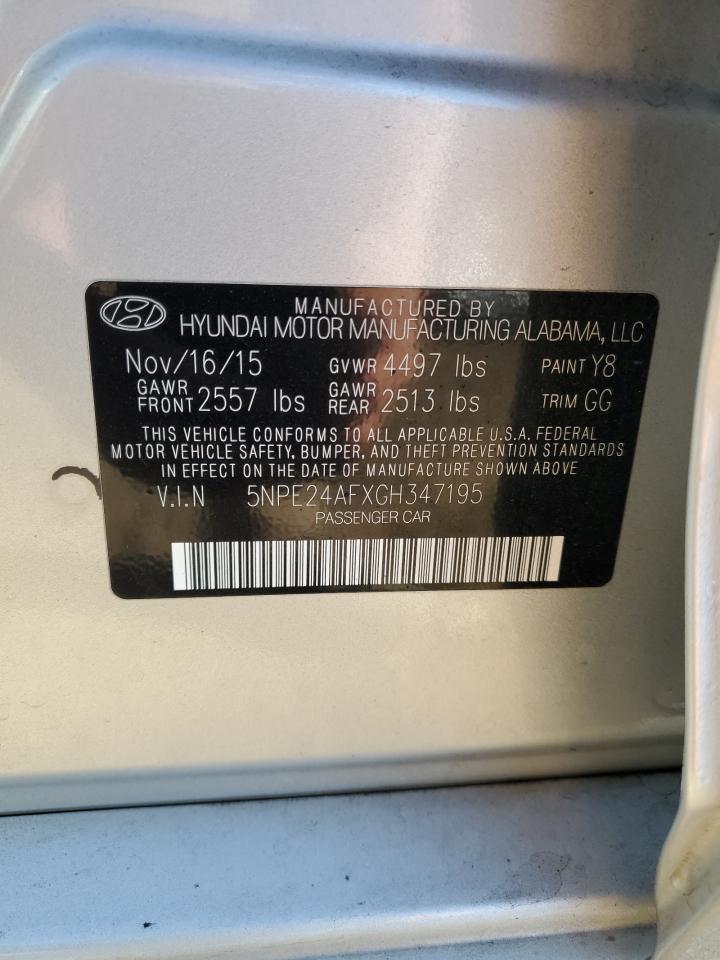 MANUFACTURED BY
HYUNDAI MOTOR MANUFACTURING ALABAMA, LLC
Nov/16/15 GVWR 4497 lbs PAINT Y8
GAWR FRONT 2557 lbs GAWR REAR 2513 lbs TRIM GG
THIS VEHICLE CONFORMS TO ALL APPLICABLE U.S.A. FEDERAL
MOTOR VEHICLE SAFETY, BUMPER, AND THEFT PREVENTION STANDARDS
IN EFFECT ON THE DATE OF MANUFACTURE SHOWN ABOVE.
V.I.N 5NPE24AFXGH347195
PASSENGER CAR